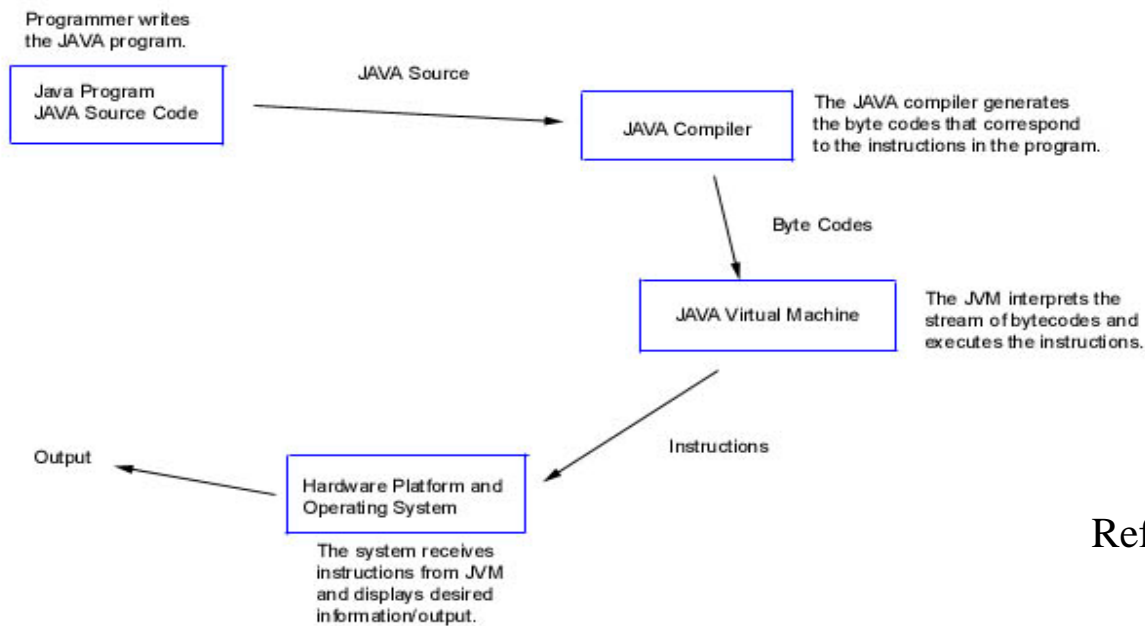 Programmer writes
the JAVA program.
Java Program
JAVA Source Code
JAVA Source
JAVA Compiler
The JAVA compiler generates
the byte codes that correspond
to the instructions in the program.
Byte Codes
JAVA Virtual Machine
The JVM interprets the
stream of bytecodes and
executes the instructions.
Instructions
Output
Hardware Platform and
Operating System
The system receives
instructions from JVM
and displays desired
information/output.